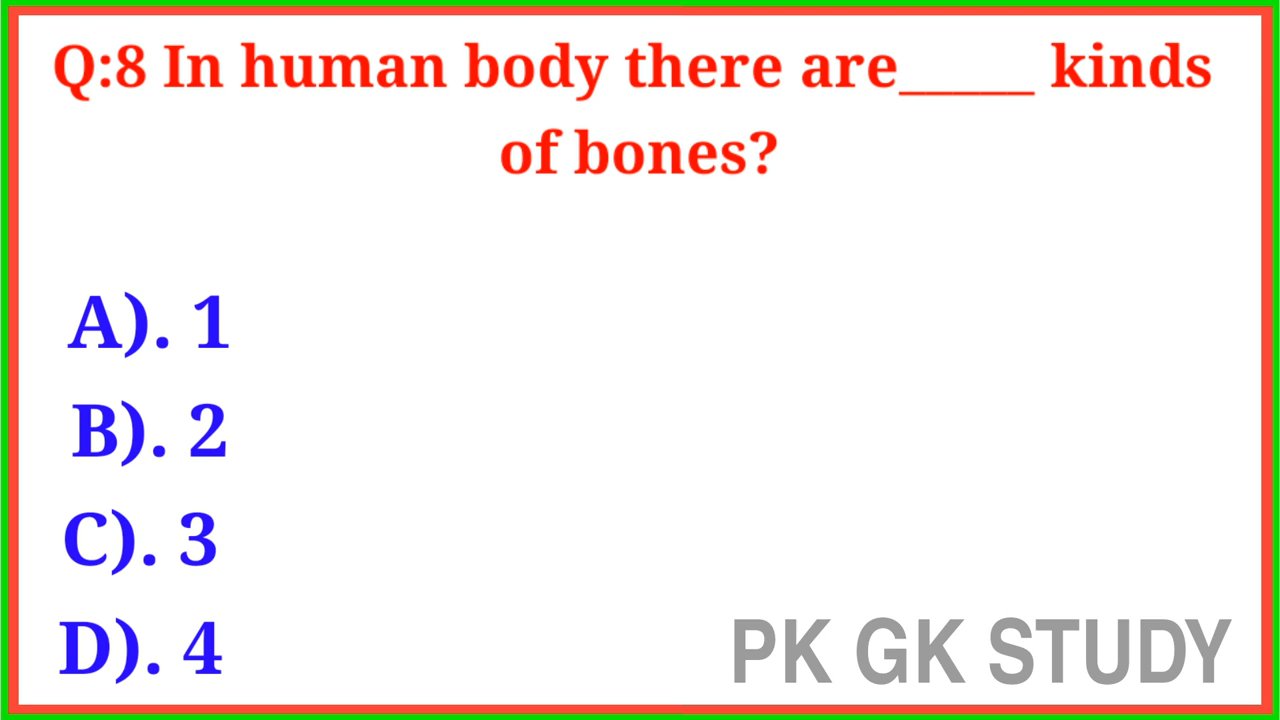 Q:8 In human body there are_____ kinds
of bones?
A). 1
B). 2
C). 3
D). 4
PK GK STUDY